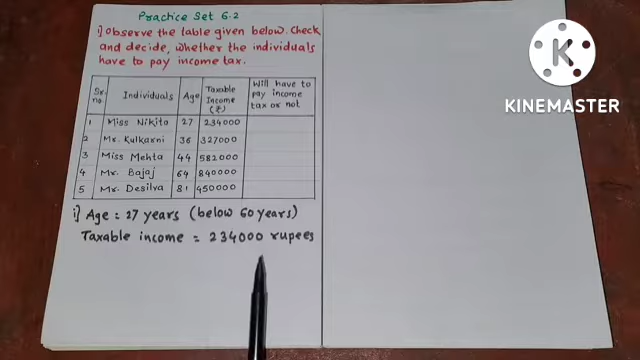 Practice Set 6.2
1] Observe the table given below. Check
and decide, whether the individuals
have to pay income tax.
Sr. no. Individuals Age Taxable Income (₹) Will have to pay income tax or not
1 Miss Nikita 27 234000
2 Mr. Kulkarni 36 327000
3 Miss Mehta 44 582000
4 Mr. Bajaj 64 840000
5 Mr. Desilva 81 450000
i] Age = 27 years (below 60 years)
Taxable income = 234000 rupees
K
KINEMASTER